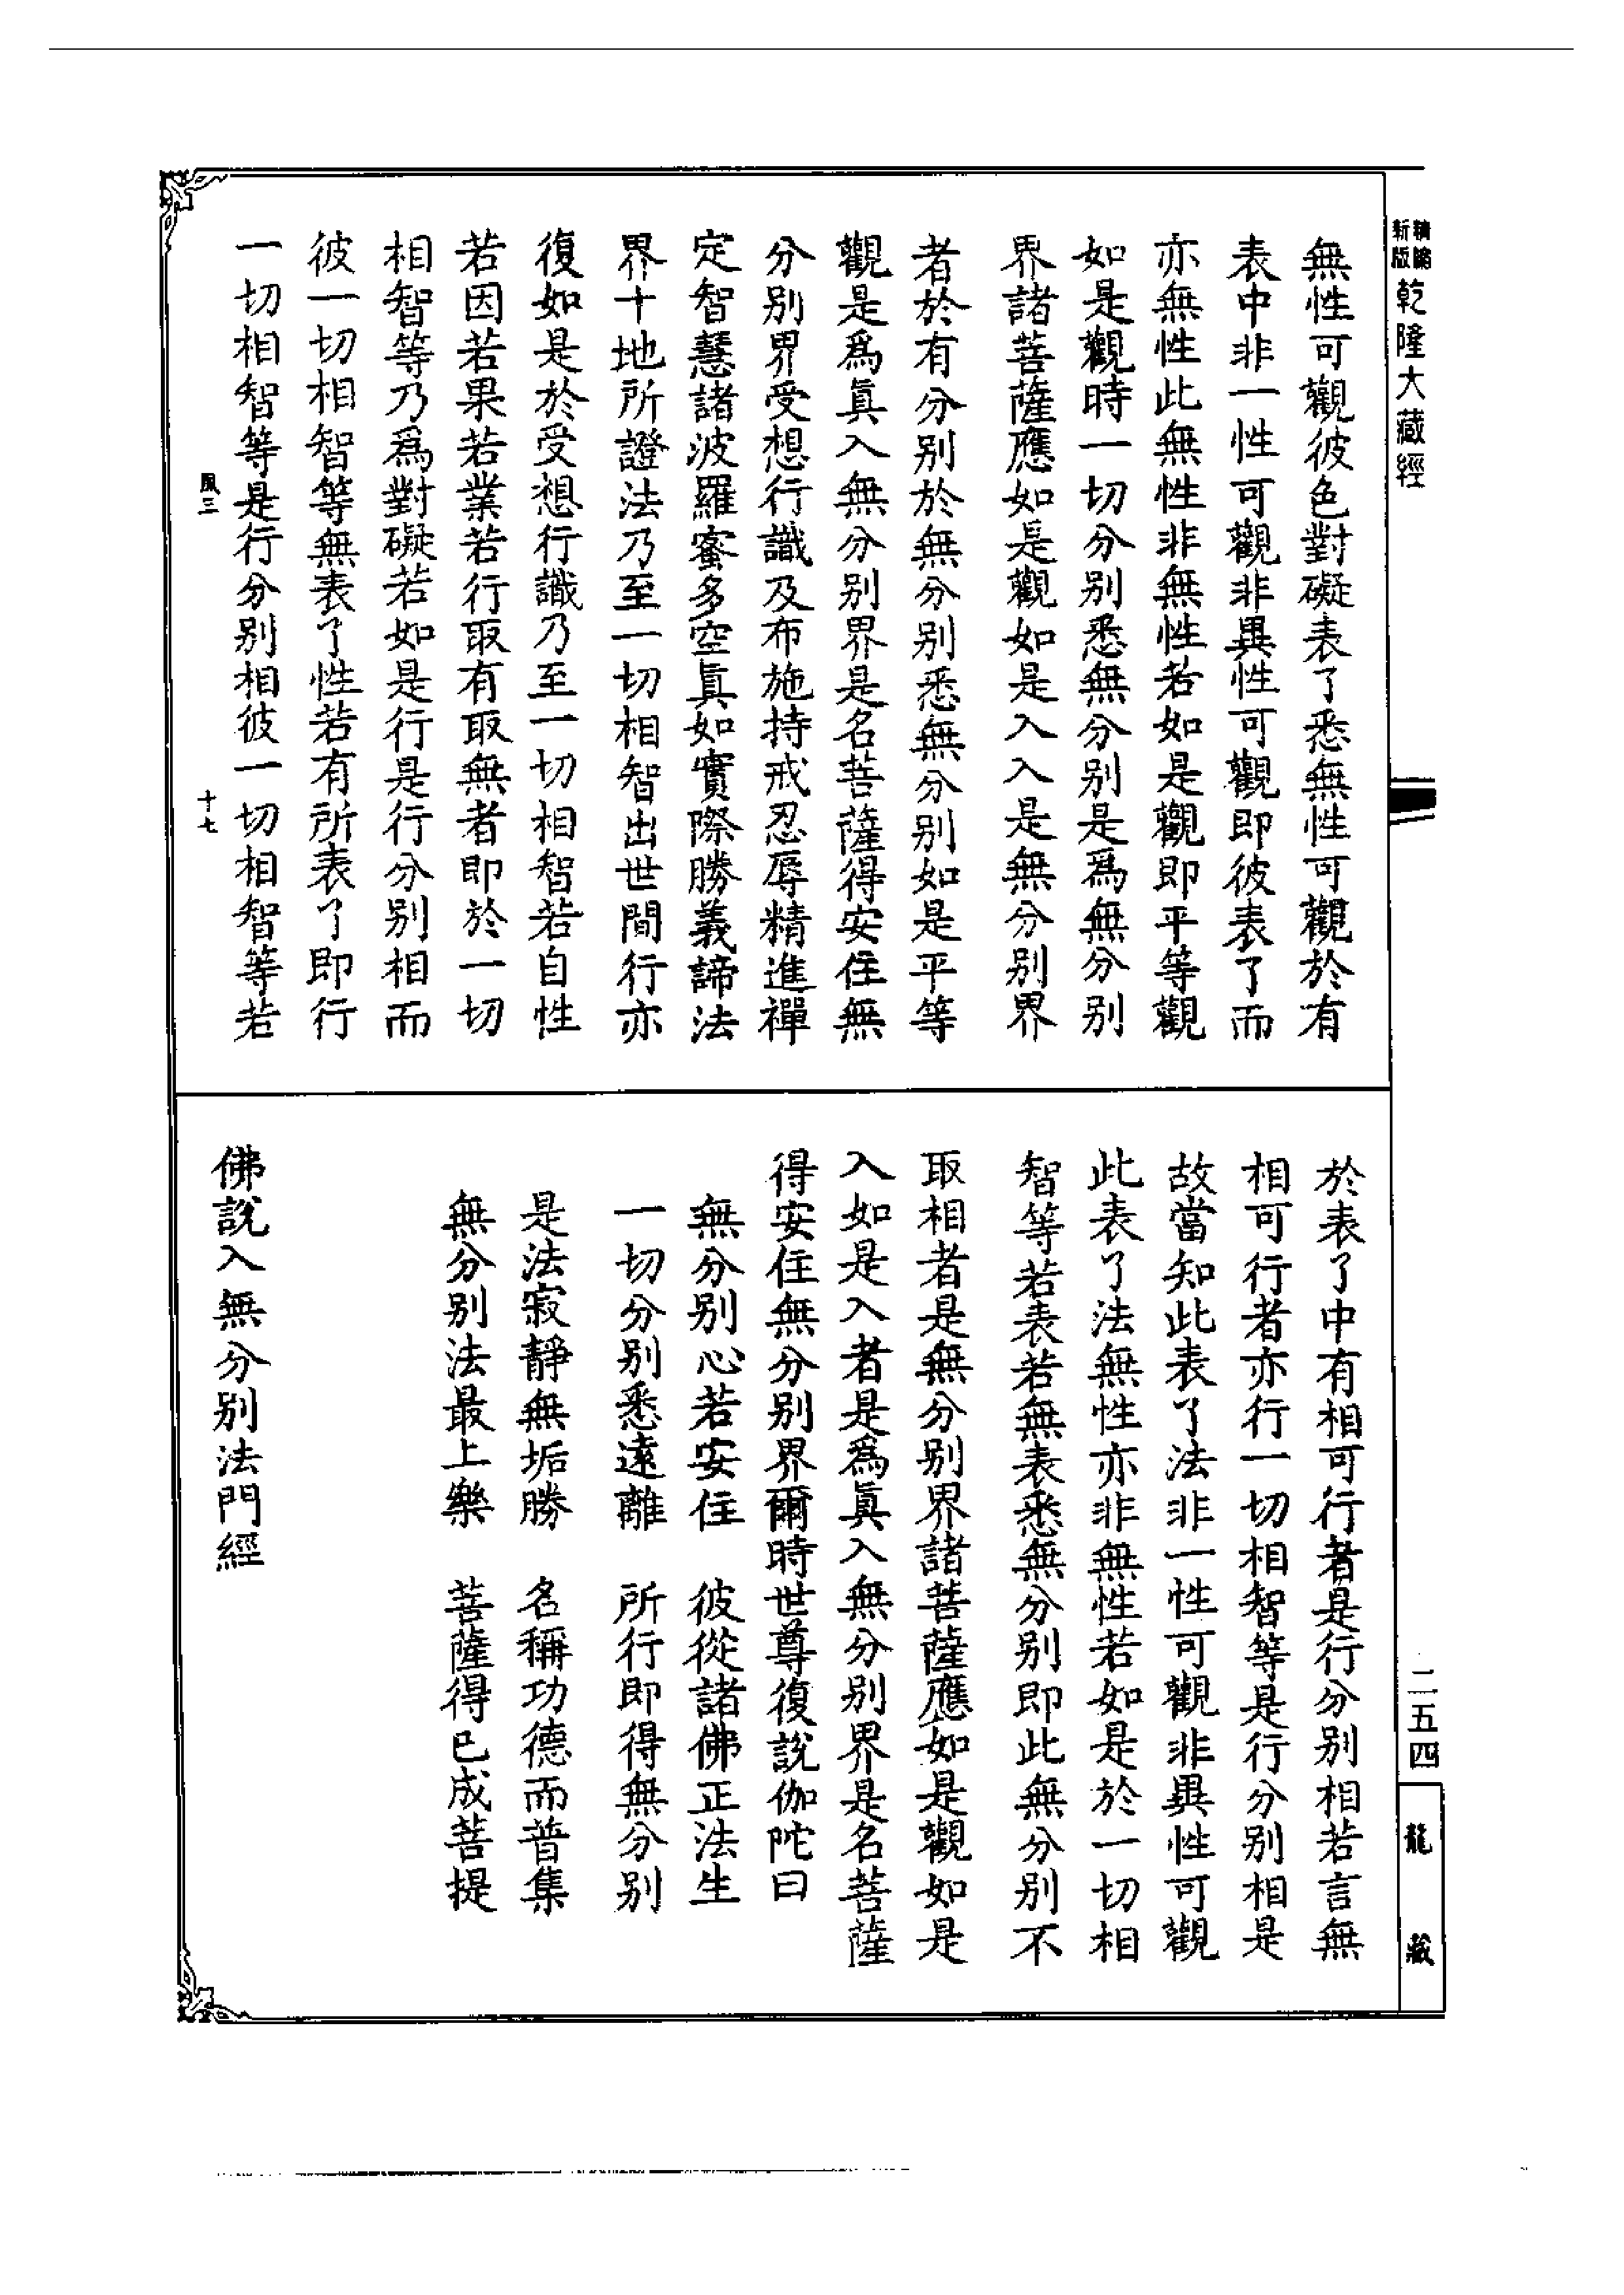 新版精縮乾隆大藏經
無性可觀彼色對礙表了悉無性可觀於有
表中非一性可觀非異性可觀即彼表了而
亦無性此無性非無性若如是觀即平等觀
如是觀時一切分別悉無分別是爲無分別
界諸菩薩應如是觀如是入入是無分別界
者於有分別於無分別悉無分別如是平等
觀是爲眞入無分別界是名菩薩得安住無
分別界受想行識及布施持戒忍辱精進禪
定智慧諸波羅蜜多空眞如實際勝義諦法
界十地所證法乃至一切相智出世間行亦
復如是於受想行識乃至一切相智若自性
若因若果若業若行取有取無者即於一切
相智等乃爲對礙若如是行是行分別相而
彼一切相智等無表了性若有所表了即行
一切相智等是行分別相彼一切相智等若
風三
十七
於表了中有相可行者是行分別相若言無
相可行者亦行一切相智等是行分別相是
故當知此表了法非一性可觀非異性可觀
此表了法無性亦非無性若如是於一切相
智等若表若無表悉無分別即此無分別不
取相者是無分別界諸菩薩應如是觀如是
入如是入者是爲眞入無分別界是名菩薩
得安住無分別界爾時世尊復說伽陀曰
無分別心若安住　彼從諸佛正法生
一切分別悉遠離　所行即得無分別
是法寂靜無垢勝　名稱功德而普集
無分別法最上樂　菩薩得已成菩提
佛說入無分別法門經
二五四
龍藏